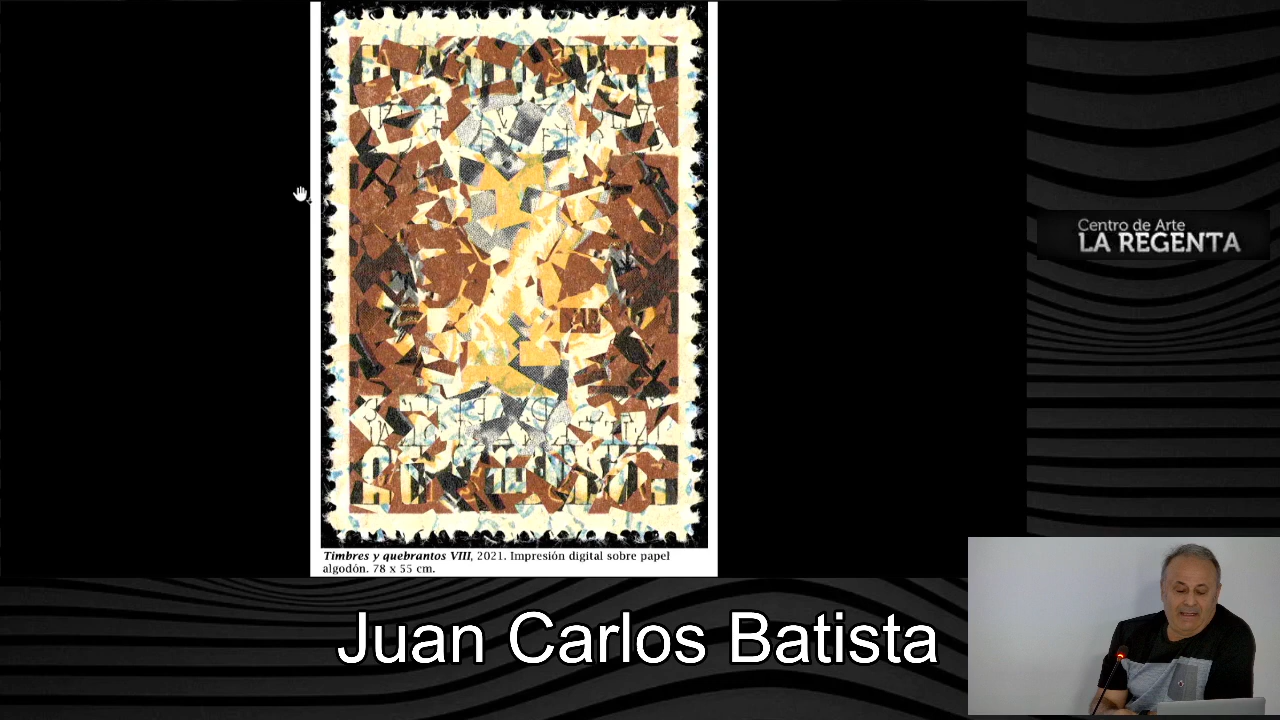 Centro de Arte
LA REGENTA
Timbres y quebrantos VIII, 2021. Impresión digital sobre papel
algodón. 78 x 55 cm.
Juan Carlos Batista